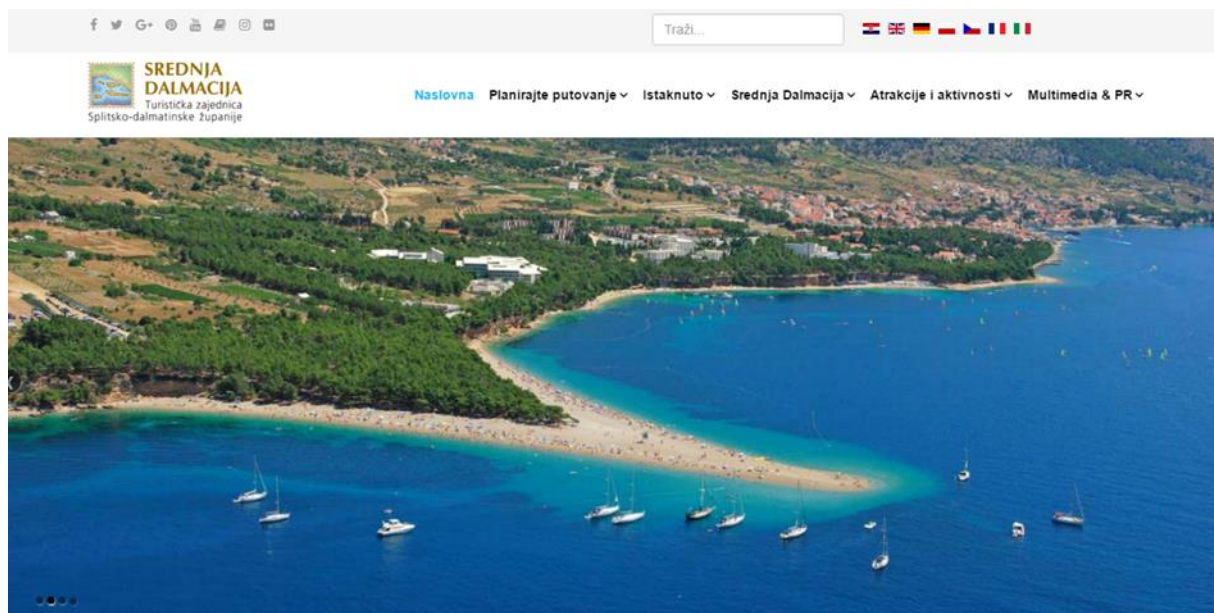 Traži...
SREDNJA
DALMACIJA
Turistička zajednica
Splitsko-dalmatinske županije
Naslovna Planirajte putovanje Istaknuto Srednja Dalmacija Atrakcije i aktivnosti Multimedia & PR